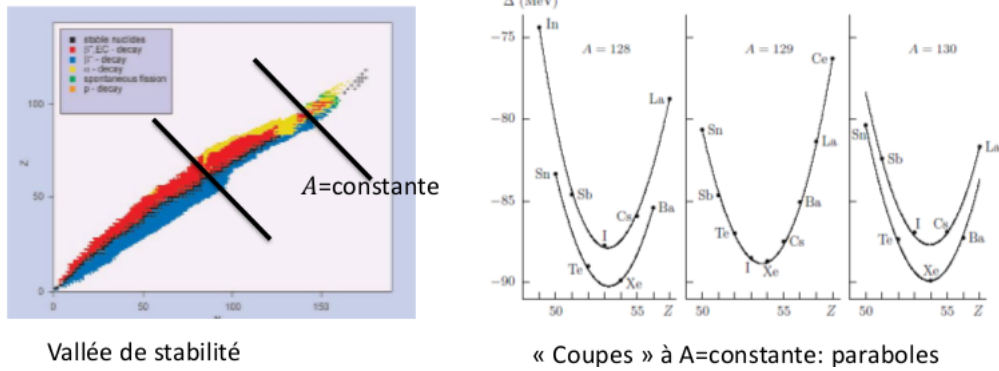 stable nuclides
β⁺,EC - decay
β⁻ - decay
α - decay
spontaneous fission
p - decay
100
50
0
Z
0
50
100
150
A=constante
Vallée de stabilité
Δ (MeV)
−75
−80
−85
−90
A = 128
In
La
Sn
Sb
Cs
Ba
I
Te
Xe
50
55
Z
A = 129
Ce
Sn
La
Sb
Ba
Te
Cs
I
Xe
50
55
Z
A = 130
Sn
Sb
La
I
Cs
Te
Ba
Xe
50
55
Z
« Coupes » à A=constante: paraboles